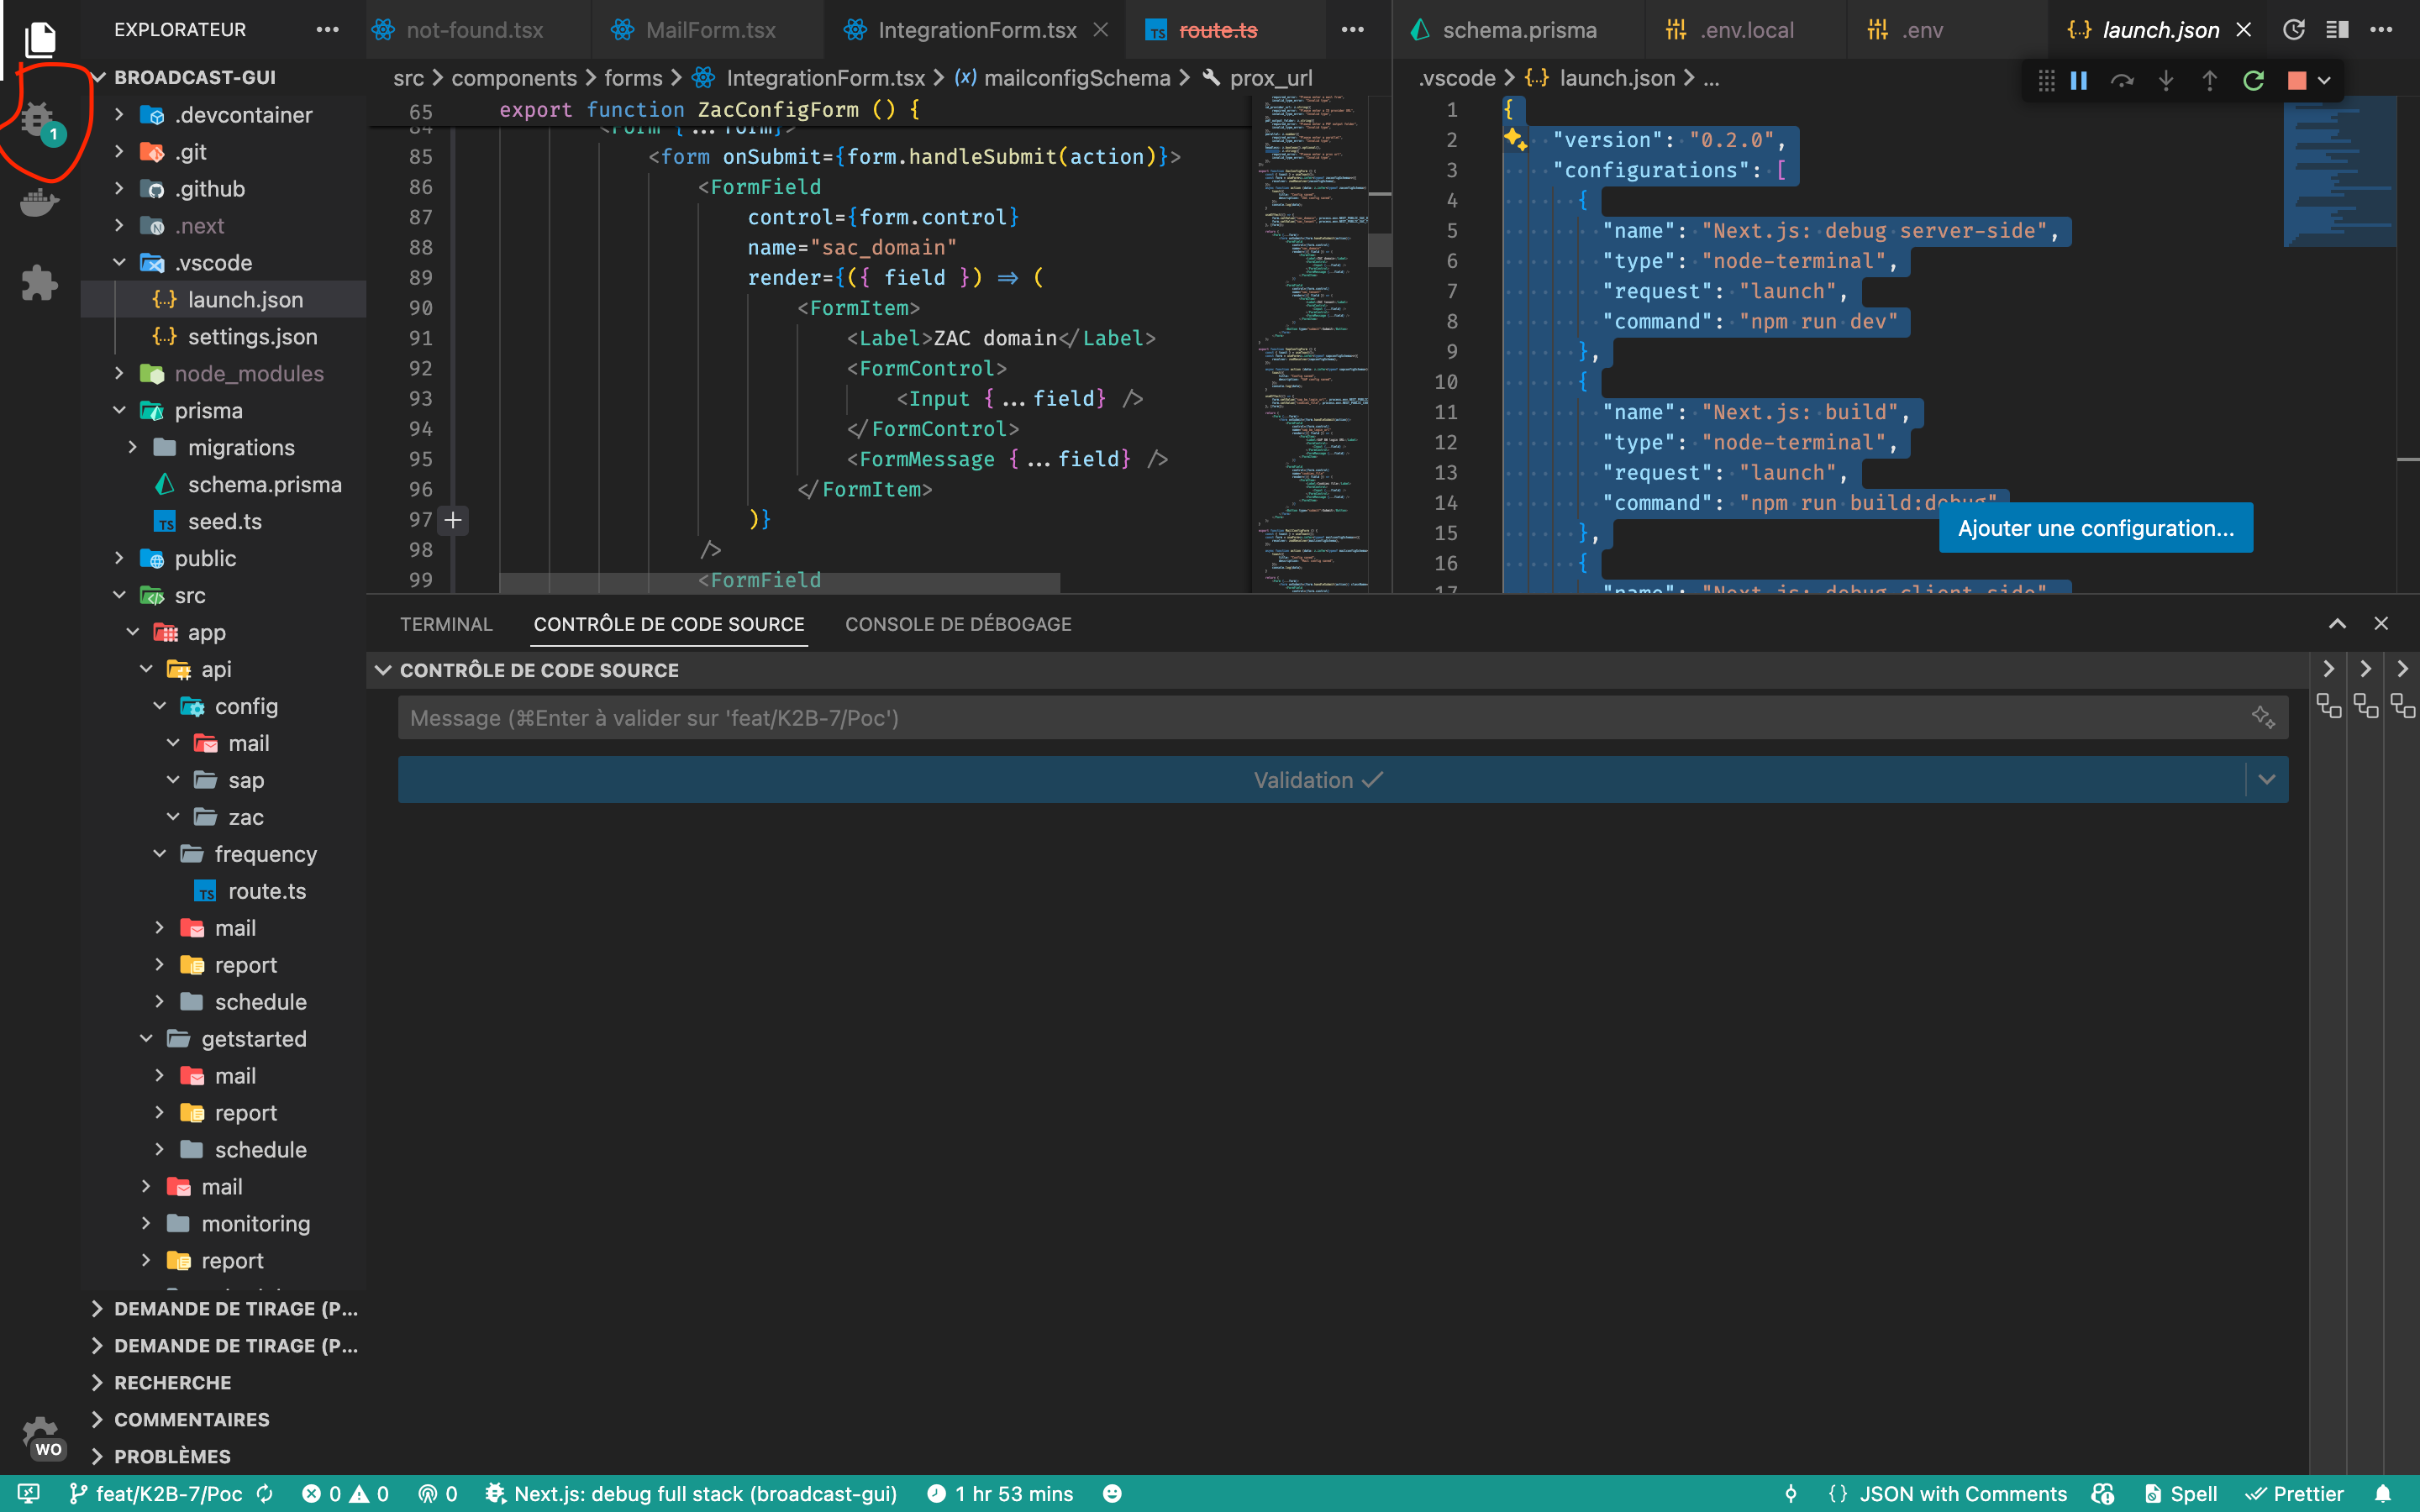 EXPLORATEUR
not-found.tsx
MailForm.tsx
IntegrationForm.tsx
TS route.ts
schema.prisma
.env.local
.env
launch.json
1
BROADCAST-GUI
.devcontainer
.git
.github
.next
.vscode
launch.json
settings.json
node_modules
prisma
migrations
schema.prisma
TS seed.ts
public
src
app
api
config
mail
sap
zac
frequency
TS route.ts
mail
report
schedule
getstarted
mail
report
schedule
mail
monitoring
report
DEMANDE DE TIRAGE (P...
DEMANDE DE TIRAGE (P...
RECHERCHE
COMMENTAIRES
PROBLÈMES
WO
src > components > forms > IntegrationForm.tsx > (x) mailconfigSchema > prox_url
65 export function ZacConfigForm () {
84 <Form {...form}>
85 <form onSubmit={form.handleSubmit(action)}>
86 <FormField
87 control={form.control}
88 name="sac_domain"
89 render={({ field }) => (
90 <FormItem>
91 <Label>ZAC domain</Label>
92 <FormControl>
93 <Input {...field} />
94 </FormControl>
95 <FormMessage {...field} />
96 </FormItem>
97 )}
98 />
99 <FormField
.vscode > {..} launch.json > ...
1 {
2 "version": "0.2.0",
3 "configurations": [
4 {
5 "name": "Next.js: debug server-side",
6 "type": "node-terminal",
7 "request": "launch",
8 "command": "npm run dev"
9 },
10 {
11 "name": "Next.js: build",
12 "type": "node-terminal",
13 "request": "launch",
14 "command": "npm run build:debug"
15 },
16 {
17 "name": "Next.js: debug client-side",
Ajouter une configuration...
TERMINAL
CONTRÔLE DE CODE SOURCE
CONSOLE DE DÉBOGAGE
CONTRÔLE DE CODE SOURCE
Message (⌘Enter à valider sur 'feat/K2B-7/Poc')
Validation ✓
feat/K2B-7/Poc
0
0
0
Next.js: debug full stack (broadcast-gui)
1 hr 53 mins
{} JSON with Comments
Spell
Prettier